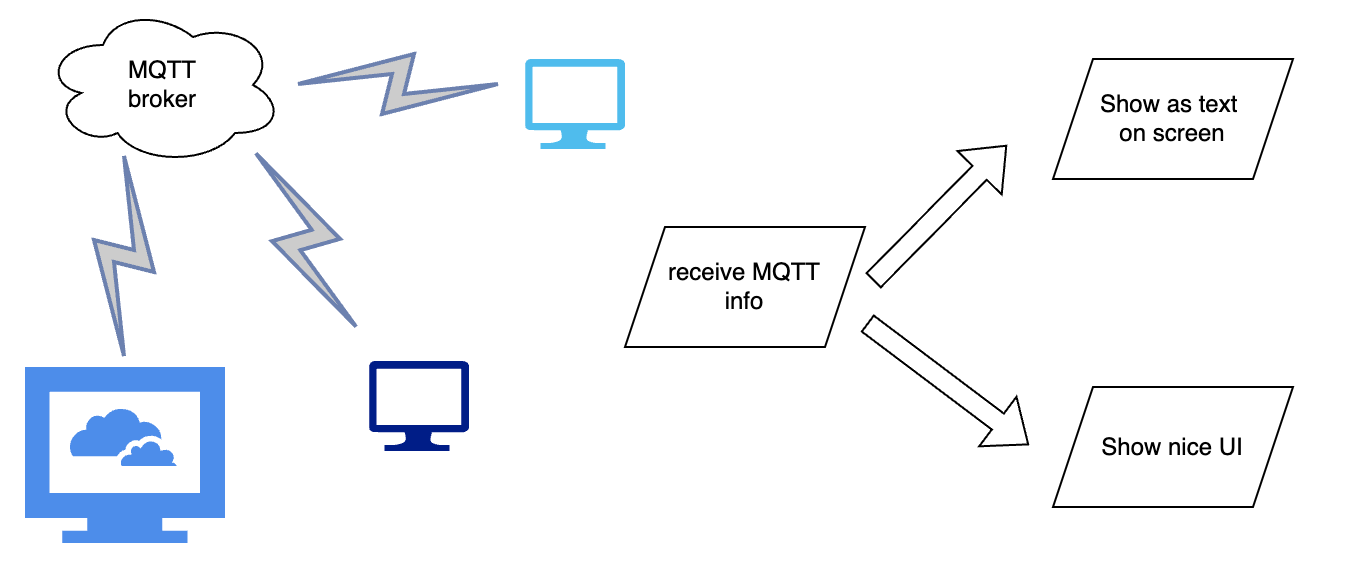 MQTT
broker
Show as text
on screen
receive MQTT
info
Show nice UI